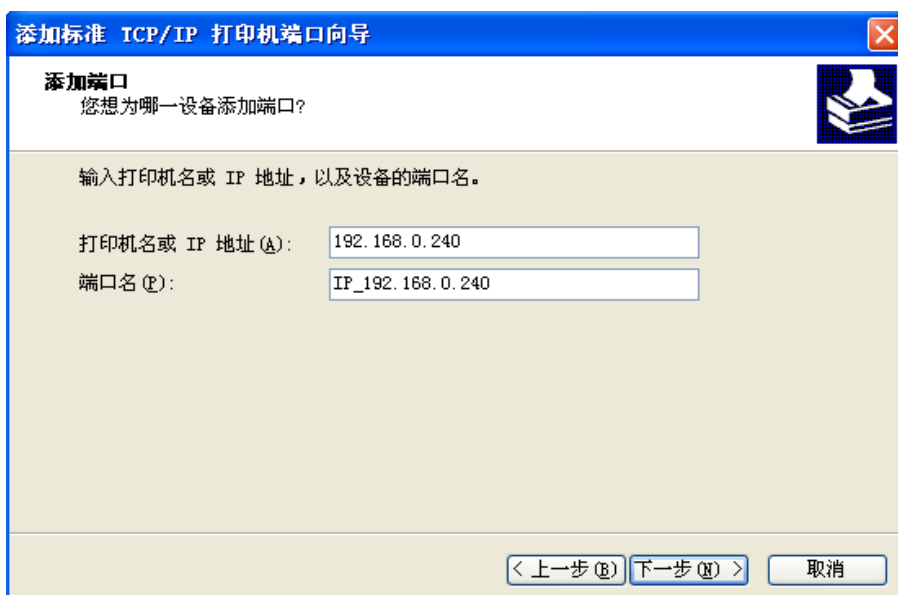 添加标准 TCP/IP 打印机端口向导
添加端口
您想为哪一设备添加端口?
输入打印机名或 IP 地址，以及设备的端口名。
打印机名或 IP 地址(A): 192.168.0.240
端口名(P): IP_192.168.0.240
< 上一步(B) 下一步(N) > 取消